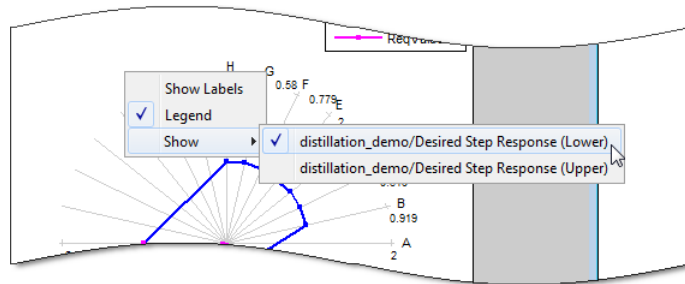 ReqValue
H
G
0.58 F
0.779 E
2
Show Labels
Legend
Show
distillation_demo/Desired Step Response (Lower)
distillation_demo/Desired Step Response (Upper)
B
0.919
A
2